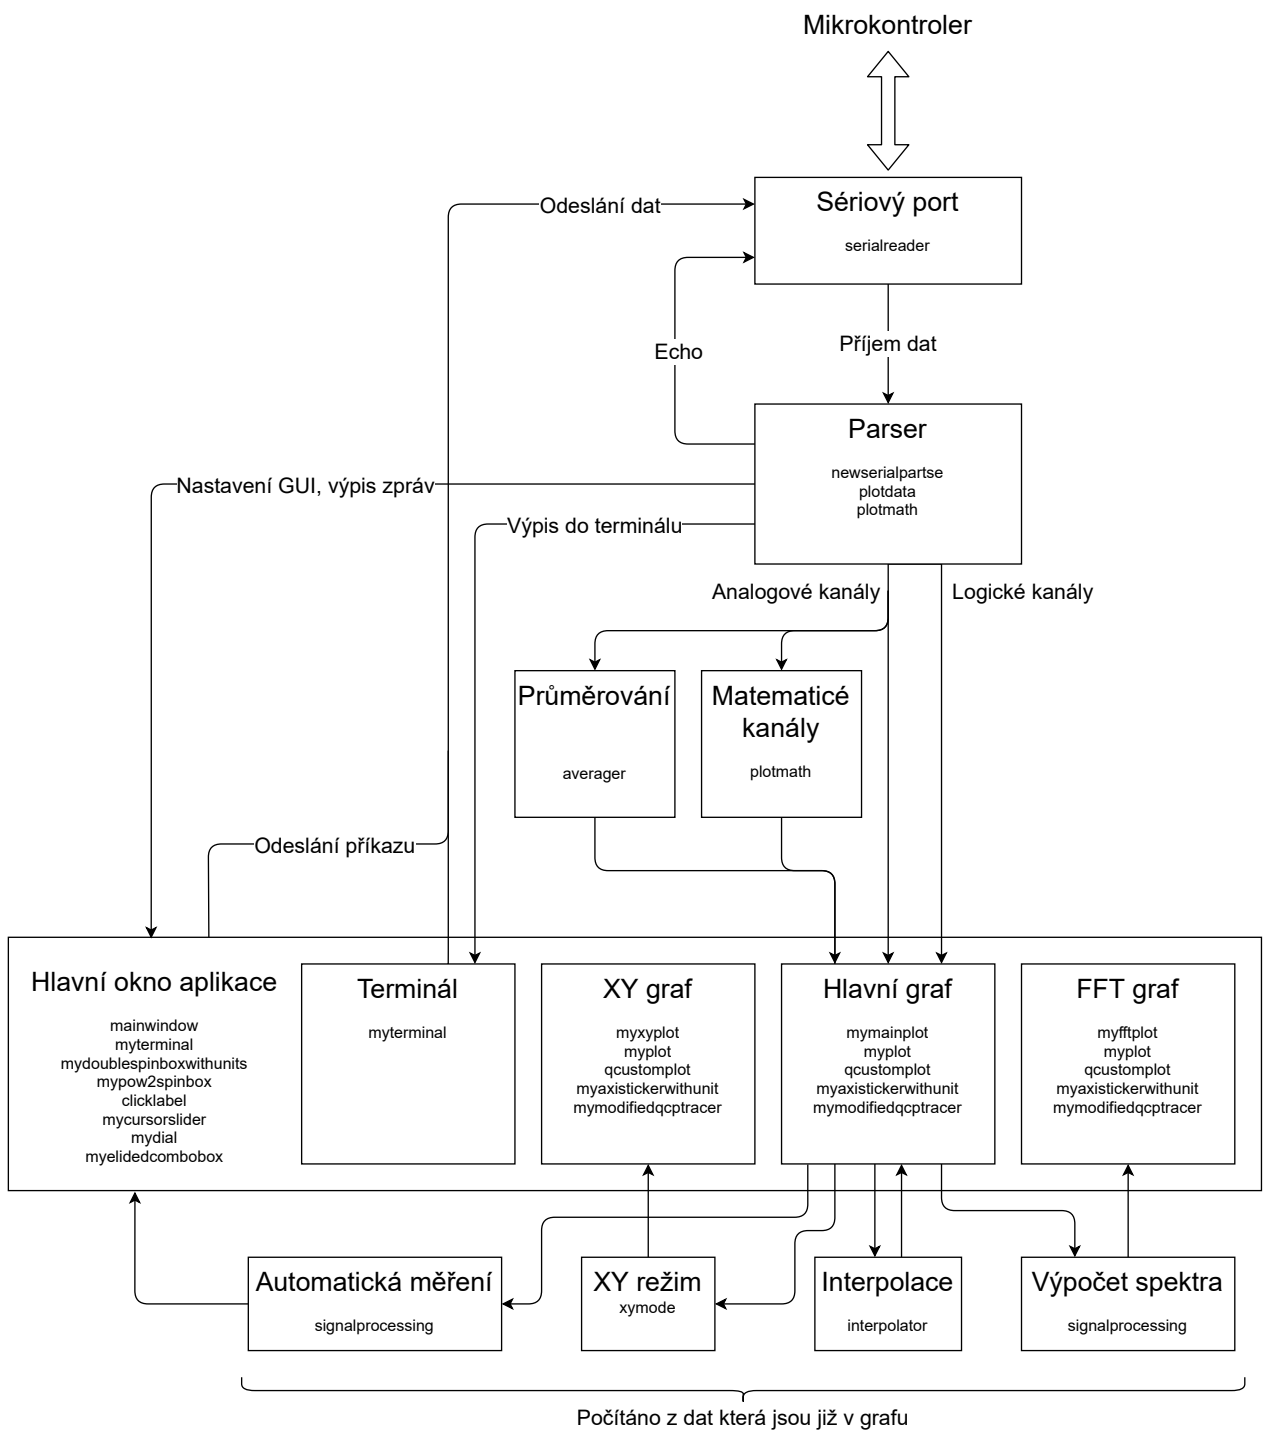 Mikrokontroler
Sériový port
serialreader
Odeslání dat
Echo
Příjem dat
Parser
newserialpartse
plotdata
plotmath
Nastavení GUI, výpis zpráv
Výpis do terminálu
Analogové kanály
Logické kanály
Průměrování
averager
Matematicé
kanály
plotmath
Odeslání příkazu
Hlavní okno aplikace
mainwindow
myterminal
mydoublespinboxwithunits
mypow2spinbox
clicklabel
mycursorslider
mydial
myelidedcombobox
Terminál
myterminal
XY graf
myxyplot
myplot
qcustomplot
myaxistickerwithunit
mymodifiedqcptracer
Hlavní graf
mymainplot
myplot
qcustomplot
myaxistickerwithunit
mymodifiedqcptracer
FFT graf
myfftplot
myplot
qcustomplot
myaxistickerwithunit
mymodifiedqcptracer
Automatická měření
signalprocessing
XY režim
xymode
Interpolace
interpolator
Výpočet spektra
signalprocessing
Počítáno z dat která jsou již v grafu